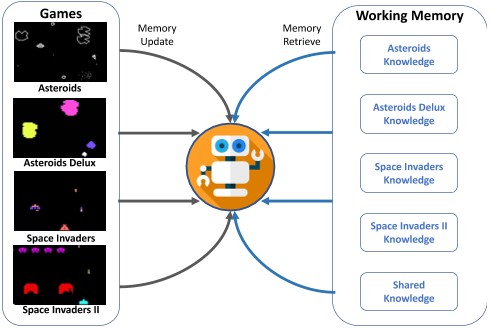 Games
Asteroids
Asteroids Delux
Space Invaders
Space Invaders II
Memory
Update
Memory
Retrieve
Working Memory
Asteroids
Knowledge
Asteroids Delux
Knowledge
Space Invaders
Knowledge
Space Invaders II
Knowledge
Shared
Knowledge